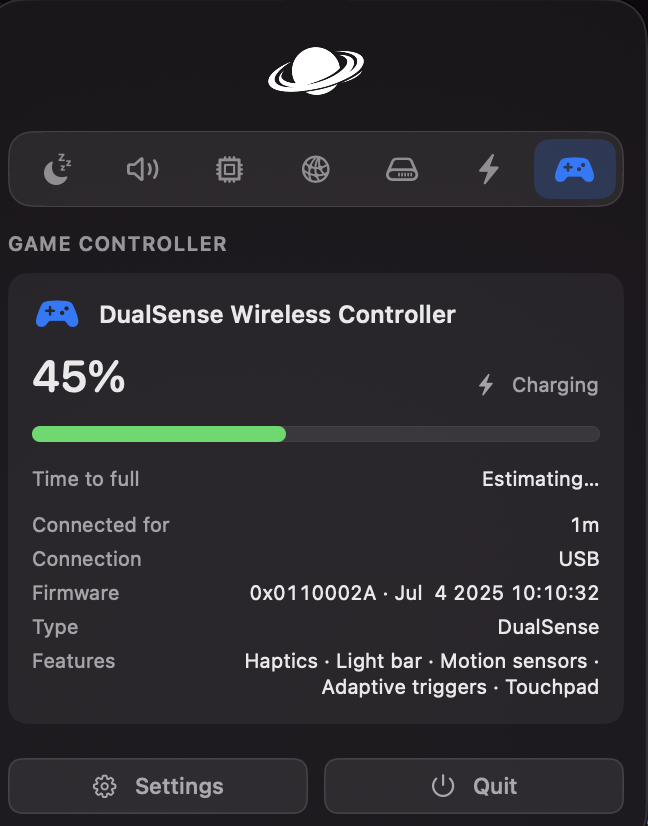 GAME CONTROLLER
DualSense Wireless Controller
45%
Charging
Time to full Estimating...
Connected for 1m
Connection USB
Firmware 0x0110002A · Jul  4 2025 10:10:32
Type DualSense
Features Haptics · Light bar · Motion sensors ·
Adaptive triggers · Touchpad
Settings
Quit